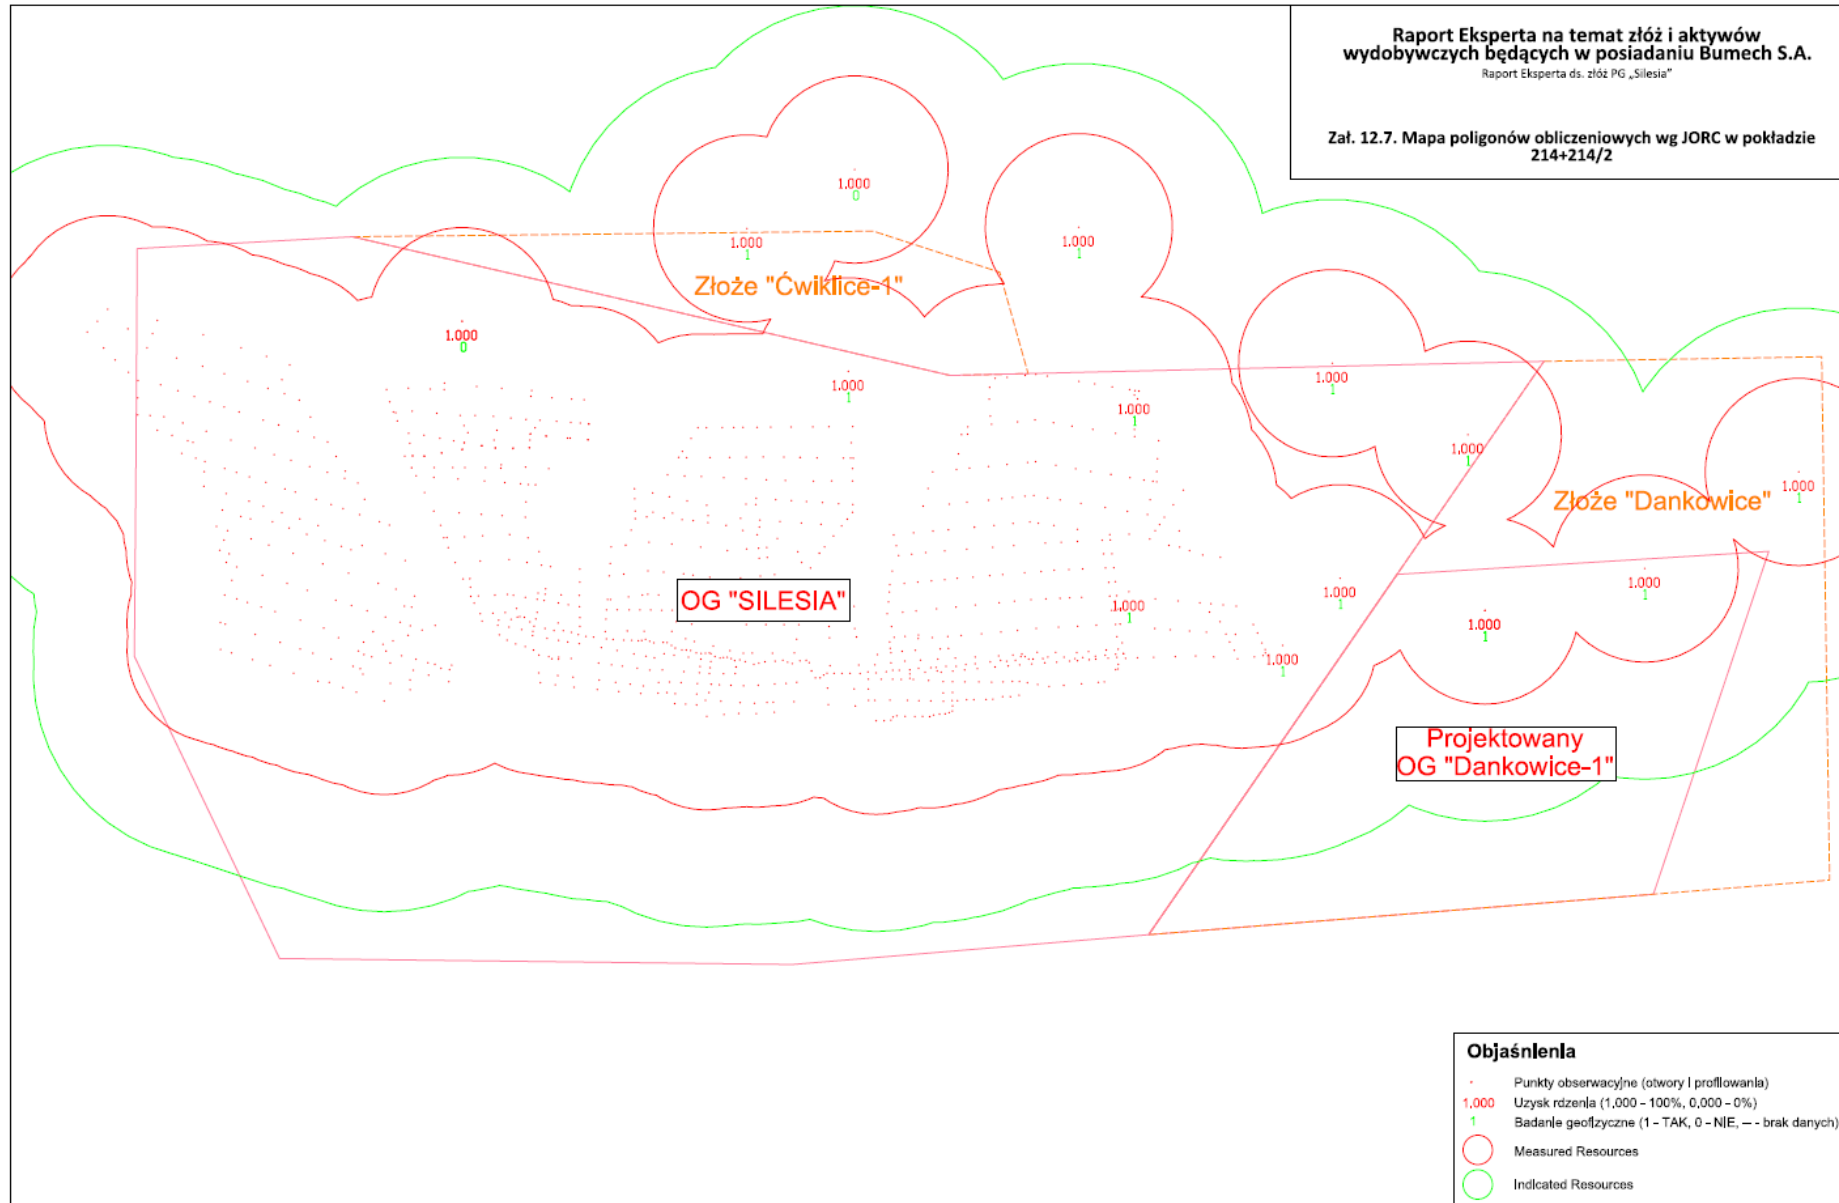 Raport Eksperta na temat złóż i aktywów
wydobywczych będących w posiadaniu Bumech S.A.
Raport Eksperta ds. złóż PG „Silesia”
Zał. 12.7. Mapa poligonów obliczeniowych wg JORC w pokładzie
214+214/2
1.000
0
1.000
1
1.000
1
Złoże "Ćwiklice-1"
1.000
0
1.000
1
1.000
1
1.000
1
1.000
1
Złoże "Dankowice"
1.000
1
OG "SILESIA"
1.000
1
1.000
1
1.000
1
1.000
1
1.000
1
Projektowany
OG "Dankowice-1"
Objaśnienia
Punkty obserwacyjne (otwory i profilowania)
1,000 Uzysk rdzenia (1,000 - 100%, 0,000 - 0%)
1 Badanie geofizyczne (1 - TAK, 0 - NIE, -- - brak danych)
Measured Resources
Indicated Resources